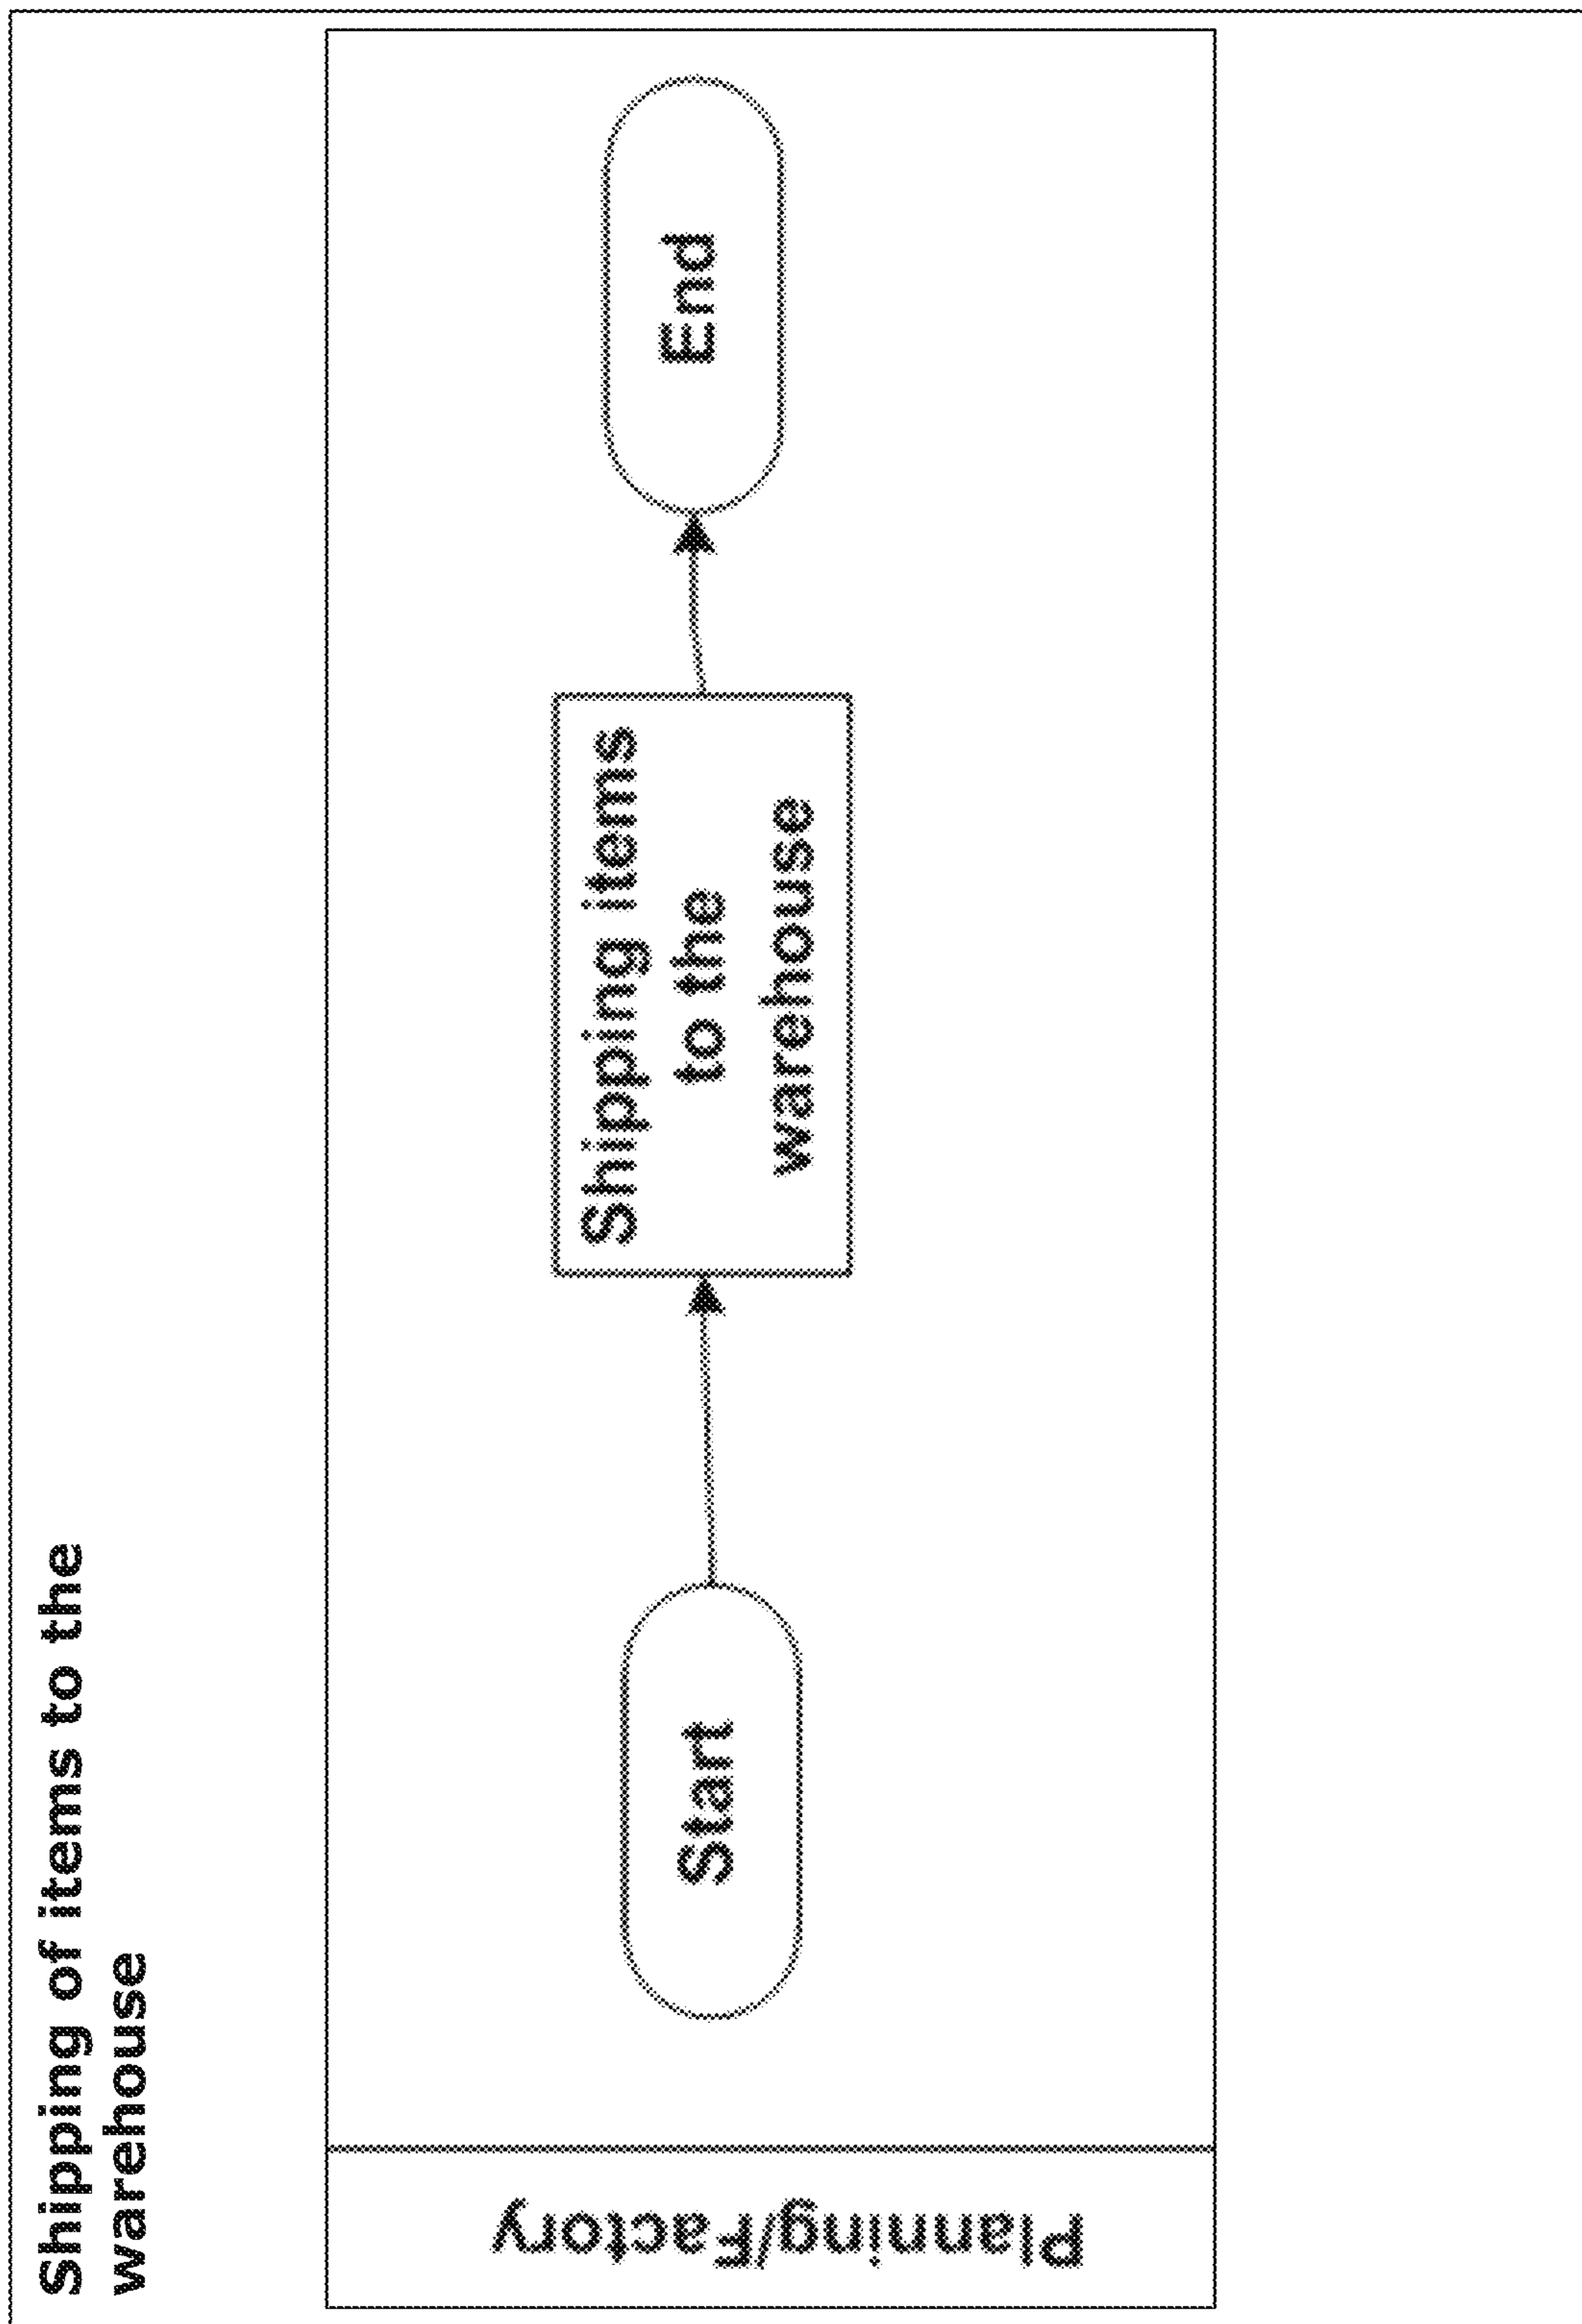 Shipping of items to the
warehouse
Planning/Factory
Start
Shipping items
to the
warehouse
End